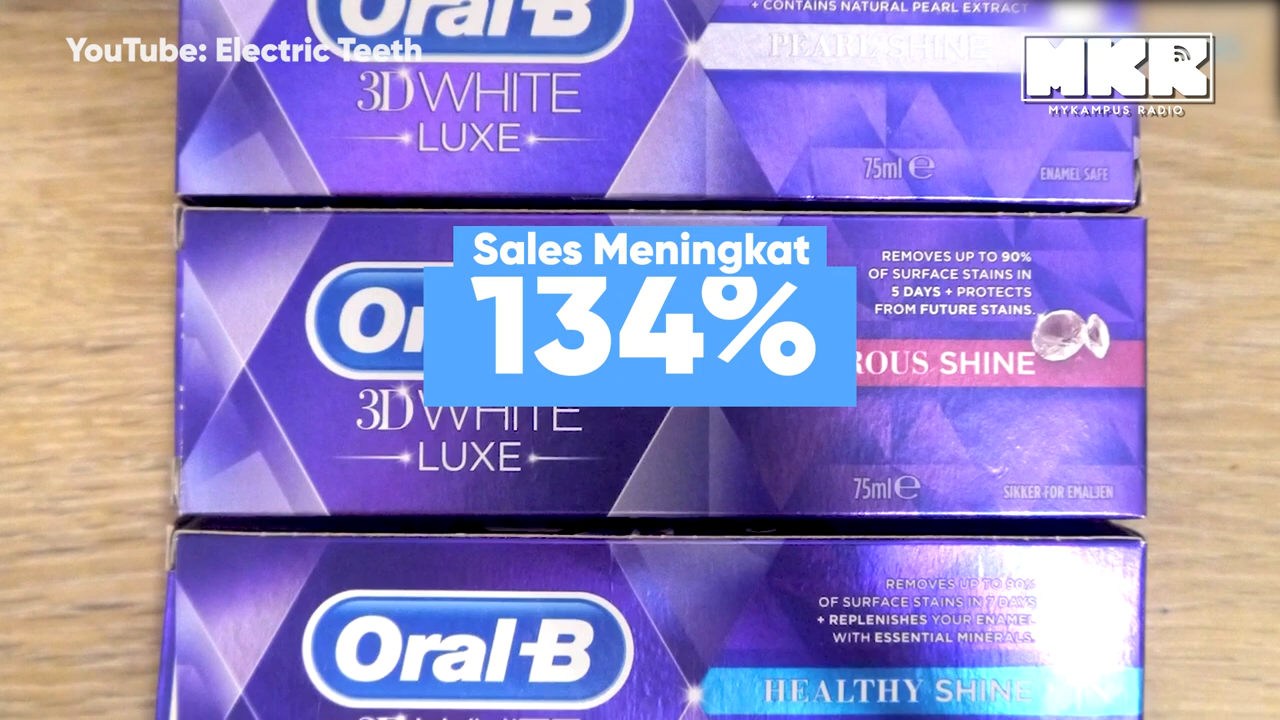 YouTube: Electric Teeth
MKR
MYKAMPUS RADIO
Oral-B
3D WHITE
LUXE
+ CONTAINS NATURAL PEARL EXTRACT
PEARL SHINE
75ml e
ENAMEL SAFE
Sales Meningkat
134%
3D WHITE
LUXE
REMOVES UP TO 90%
OF SURFACE STAINS IN
5 DAYS + PROTECTS
FROM FUTURE STAINS.
SHINE
75ml e
SIKKER FOR EMALJEN
Oral-B
REMOVES UP TO 90%
OF SURFACE STAINS IN 7 DAYS
+ REPLENISHES YOUR ENAMEL
WITH ESSENTIAL MINERALS.
HEALTHY SHINE